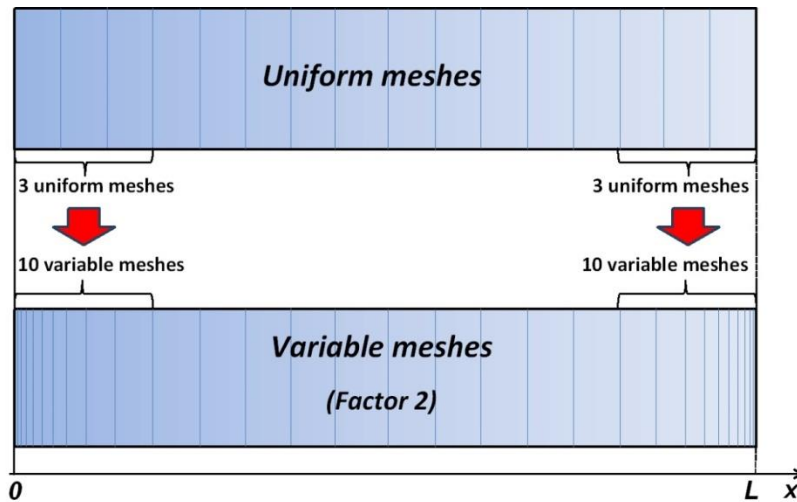 Uniform meshes
3 uniform meshes
3 uniform meshes
10 variable meshes
10 variable meshes
Variable meshes
(Factor 2)
0
L
x